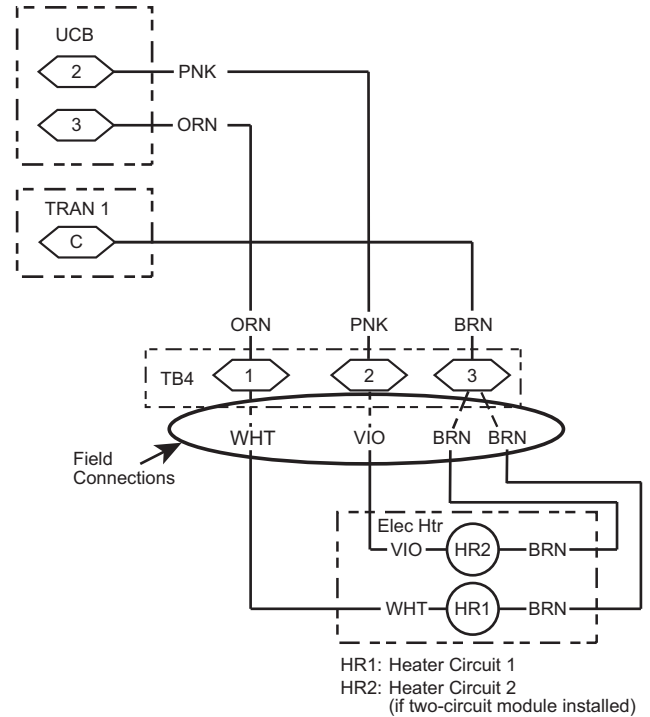 UCB
2
PNK
3
ORN
TRAN 1
C
ORN
PNK
BRN
TB4
1
2
3
WHT
VIO
BRN
BRN
Field
Connections
Elec Htr
VIO
HR2
BRN
WHT
HR1
BRN
HR1: Heater Circuit 1
HR2: Heater Circuit 2
(if two-circuit module installed)